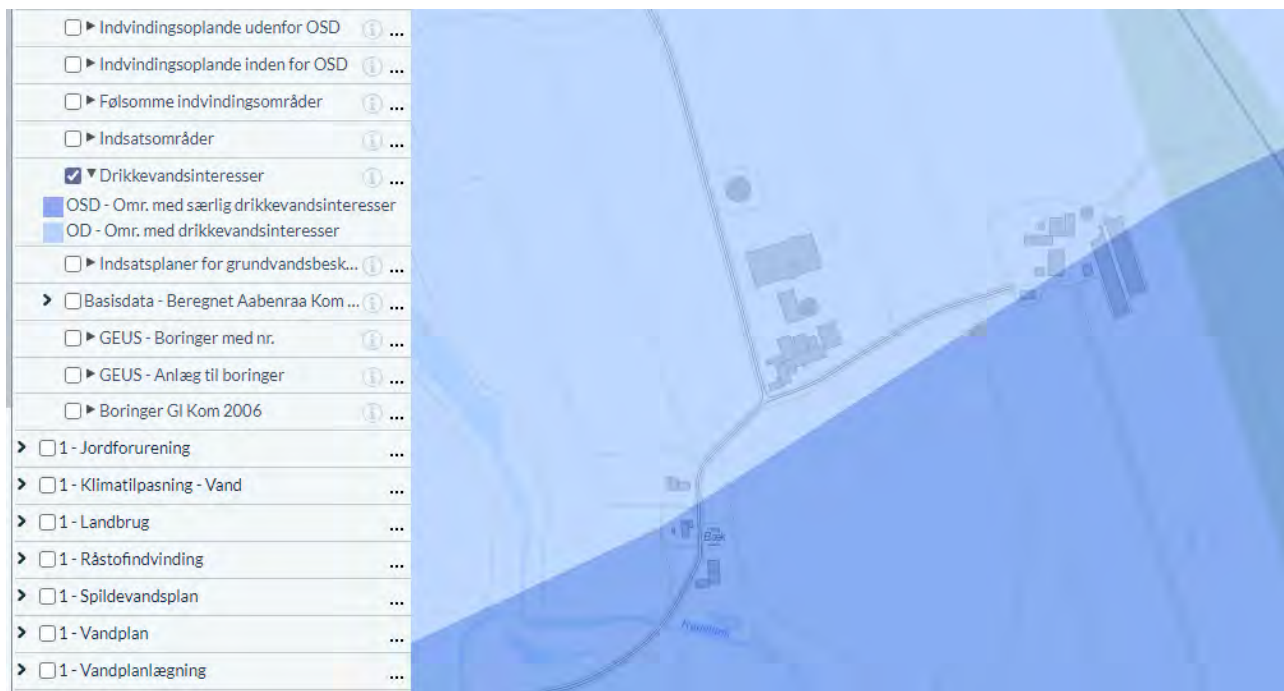 Indvindingsoplande udenfor OSD ...
Indvindingsoplande inden for OSD ...
Følsomme indvindingsområder ...
Indsatsområder ...
Drikkevandsinteresser ...
OSD - Omr. med særlig drikkevandsinteresser
OD - Omr. med drikkevandsinteresser
Indsatsplaner for grundvandsbesk... ...
Basisdata - Beregnet Aabenraa Kom ... ...
GEUS - Boringer med nr. ...
GEUS - Anlæg til boringer ...
Boringer Gl Kom 2006 ...
1 - Jordforurening ...
1 - Klimatilpasning - Vand ...
1 - Landbrug ...
1 - Råstofindvinding ...
1 - Spildevandsplan ...
1 - Vandplan ...
1 - Vandplanlægning ...
Bæk